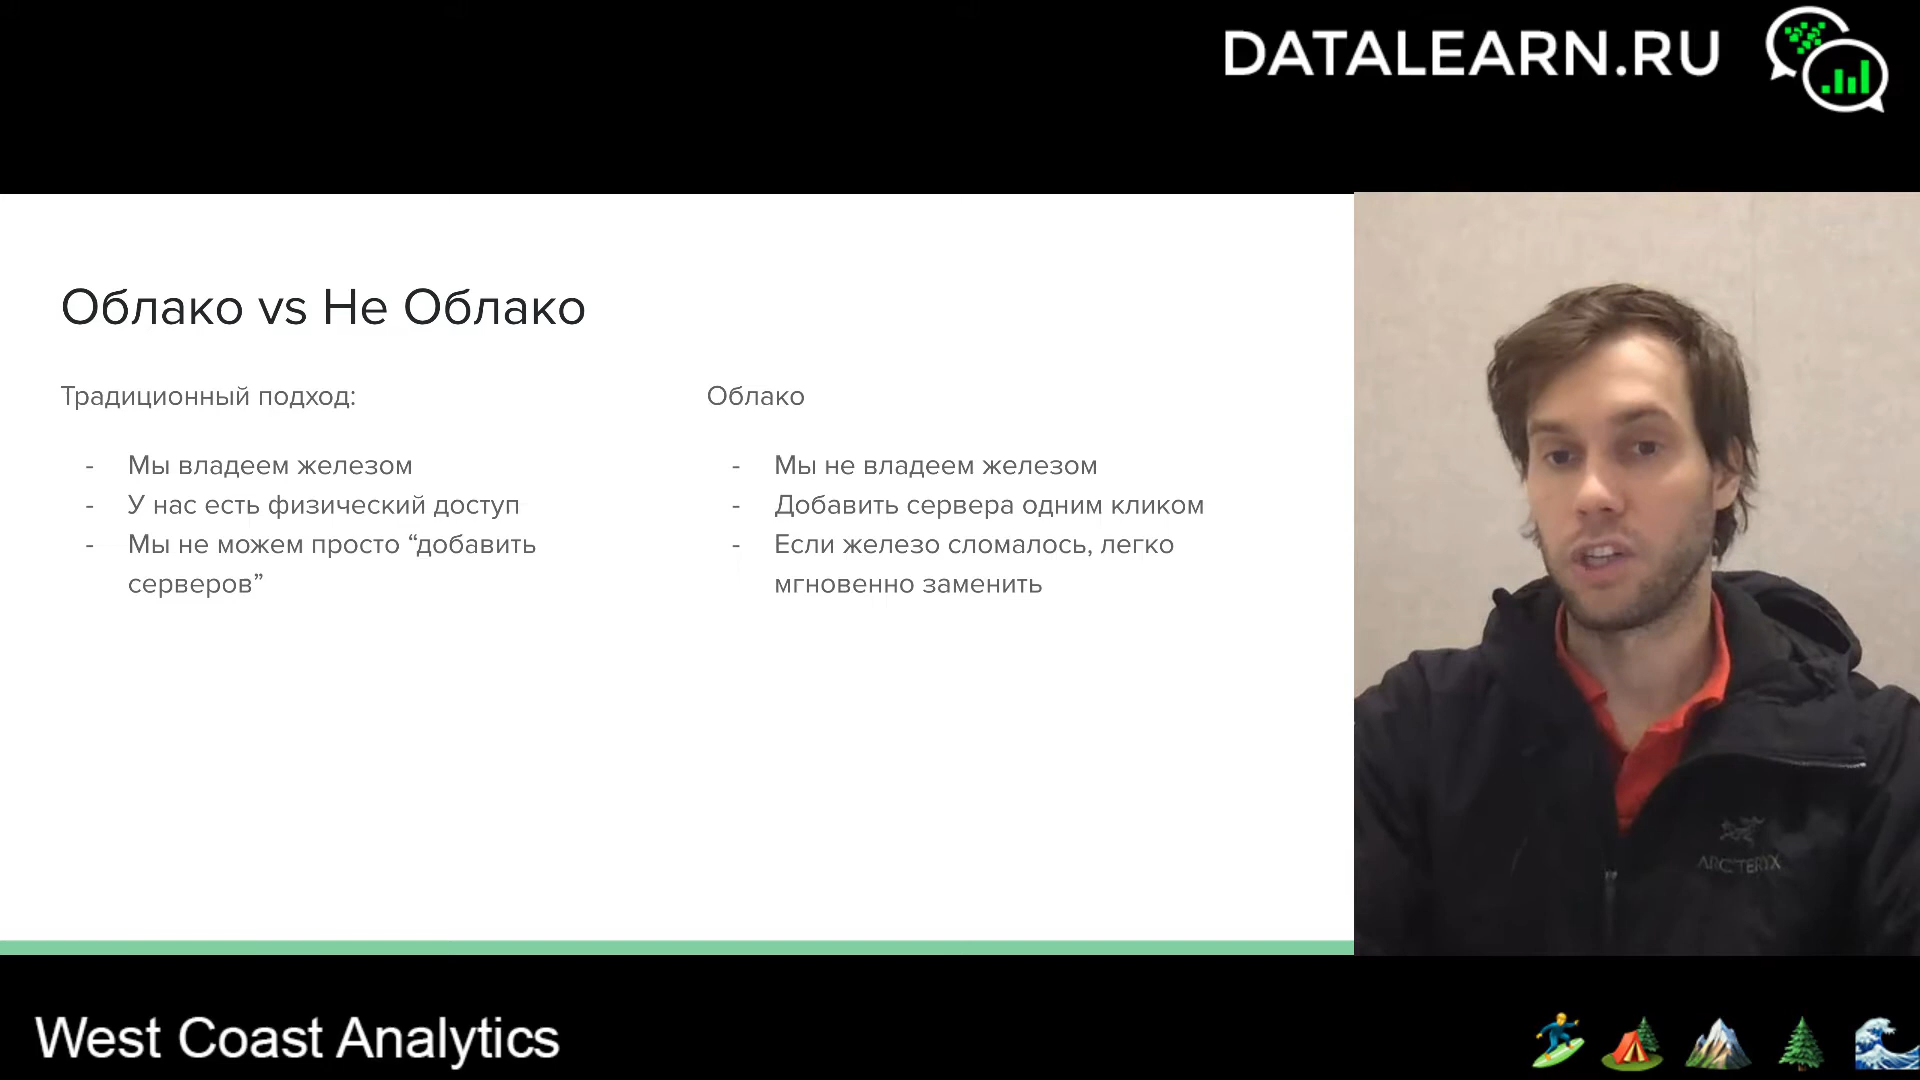 DATALEARN.RU
Облако vs Не Облако
Традиционный подход:
- Мы владеем железом
- У нас есть физический доступ
- Мы не можем просто “добавить
серверов”
Облако
- Мы не владеем железом
- Добавить сервера одним кликом
- Если железо сломалось, легко
мгновенно заменить
ARC'TERYX
West Coast Analytics